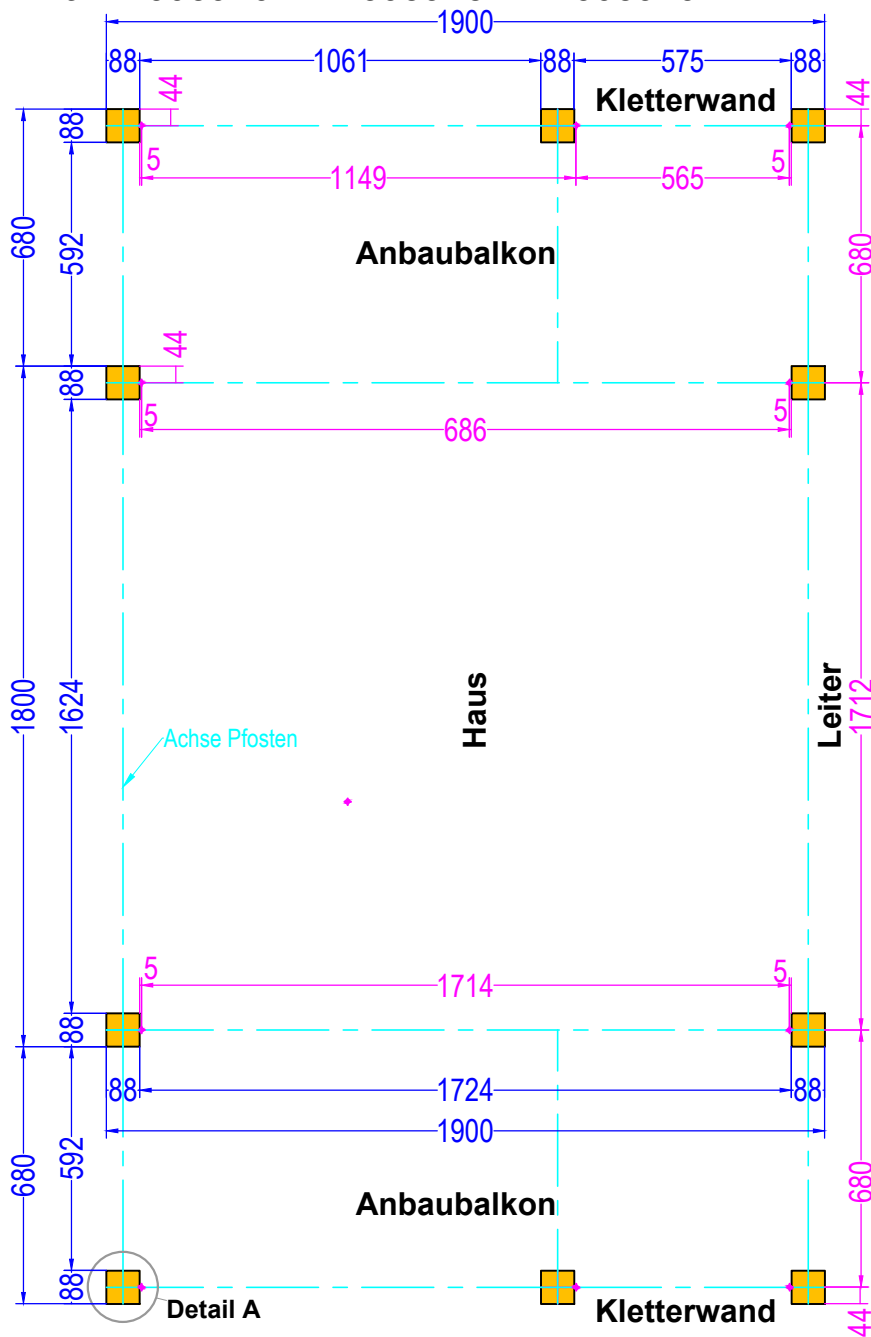 1900
88 1061 88 575 88
44 Kletterwand 44
88
5 1149 565 5
680 592 Anbaubalkon 680
44
88 5 686 5
1800 1624 Haus Leiter 1712
Achse Pfosten
5 1714 5
88
88 1724 88
1900
680 592 680
Anbaubalkon
88 Detail A Kletterwand 44